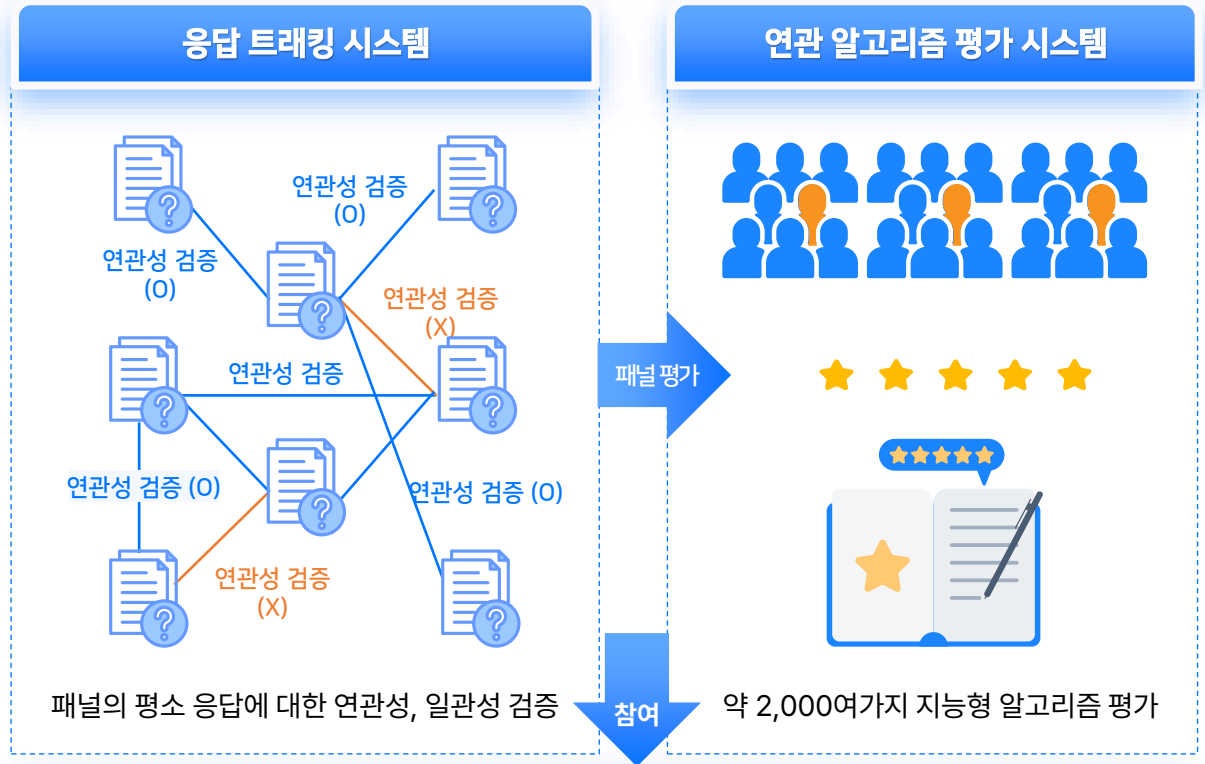 응답 트래킹 시스템
연관성 검증
(O)
연관성 검증
(O)
연관성 검증
(X)
연관성 검증
연관성 검증 (O)
연관성 검증 (O)
연관성 검증
(X)
패널의 평소 응답에 대한 연관성, 일관성 검증
패널 평가
참여
연관 알고리즘 평가 시스템
약 2,000여가지 지능형 알고리즘 평가